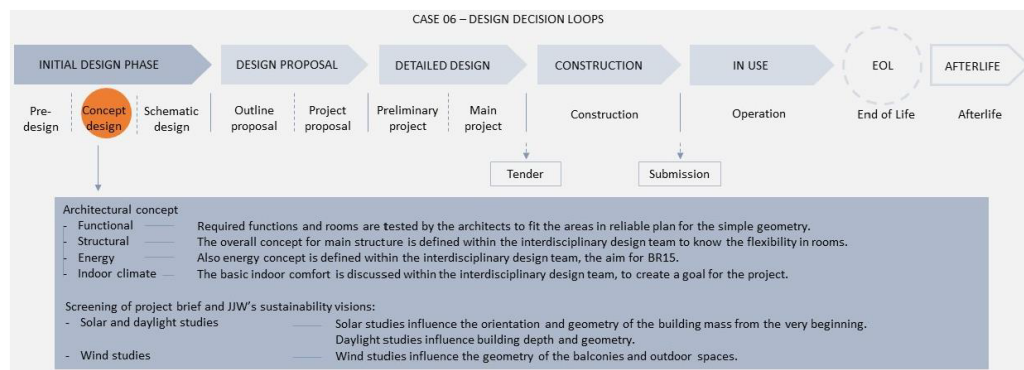 CASE 06 – DESIGN DECISION LOOPS
INITIAL DESIGN PHASE
DESIGN PROPOSAL
DETAILED DESIGN
CONSTRUCTION
IN USE
EOL
AFTERLIFE
Pre-
design
Concept
design
Schematic
design
Outline
proposal
Project
proposal
Preliminary
project
Main
project
Construction
Operation
End of Life
Afterlife
Tender
Submission
Architectural concept
- Functional Required functions and rooms are tested by the architects to fit the areas in reliable plan for the simple geometry.
- Structural The overall concept for main structure is defined within the interdisciplinary design team to know the flexibility in rooms.
- Energy Also energy concept is defined within the interdisciplinary design team, the aim for BR15.
- Indoor climate The basic indoor comfort is discussed within the interdisciplinary design team, to create a goal for the project.
Screening of project brief and JJW's sustainability visions:
- Solar and daylight studies Solar studies influence the orientation and geometry of the building mass from the very beginning.
Daylight studies influence building depth and geometry.
- Wind studies Wind studies influence the geometry of the balconies and outdoor spaces.